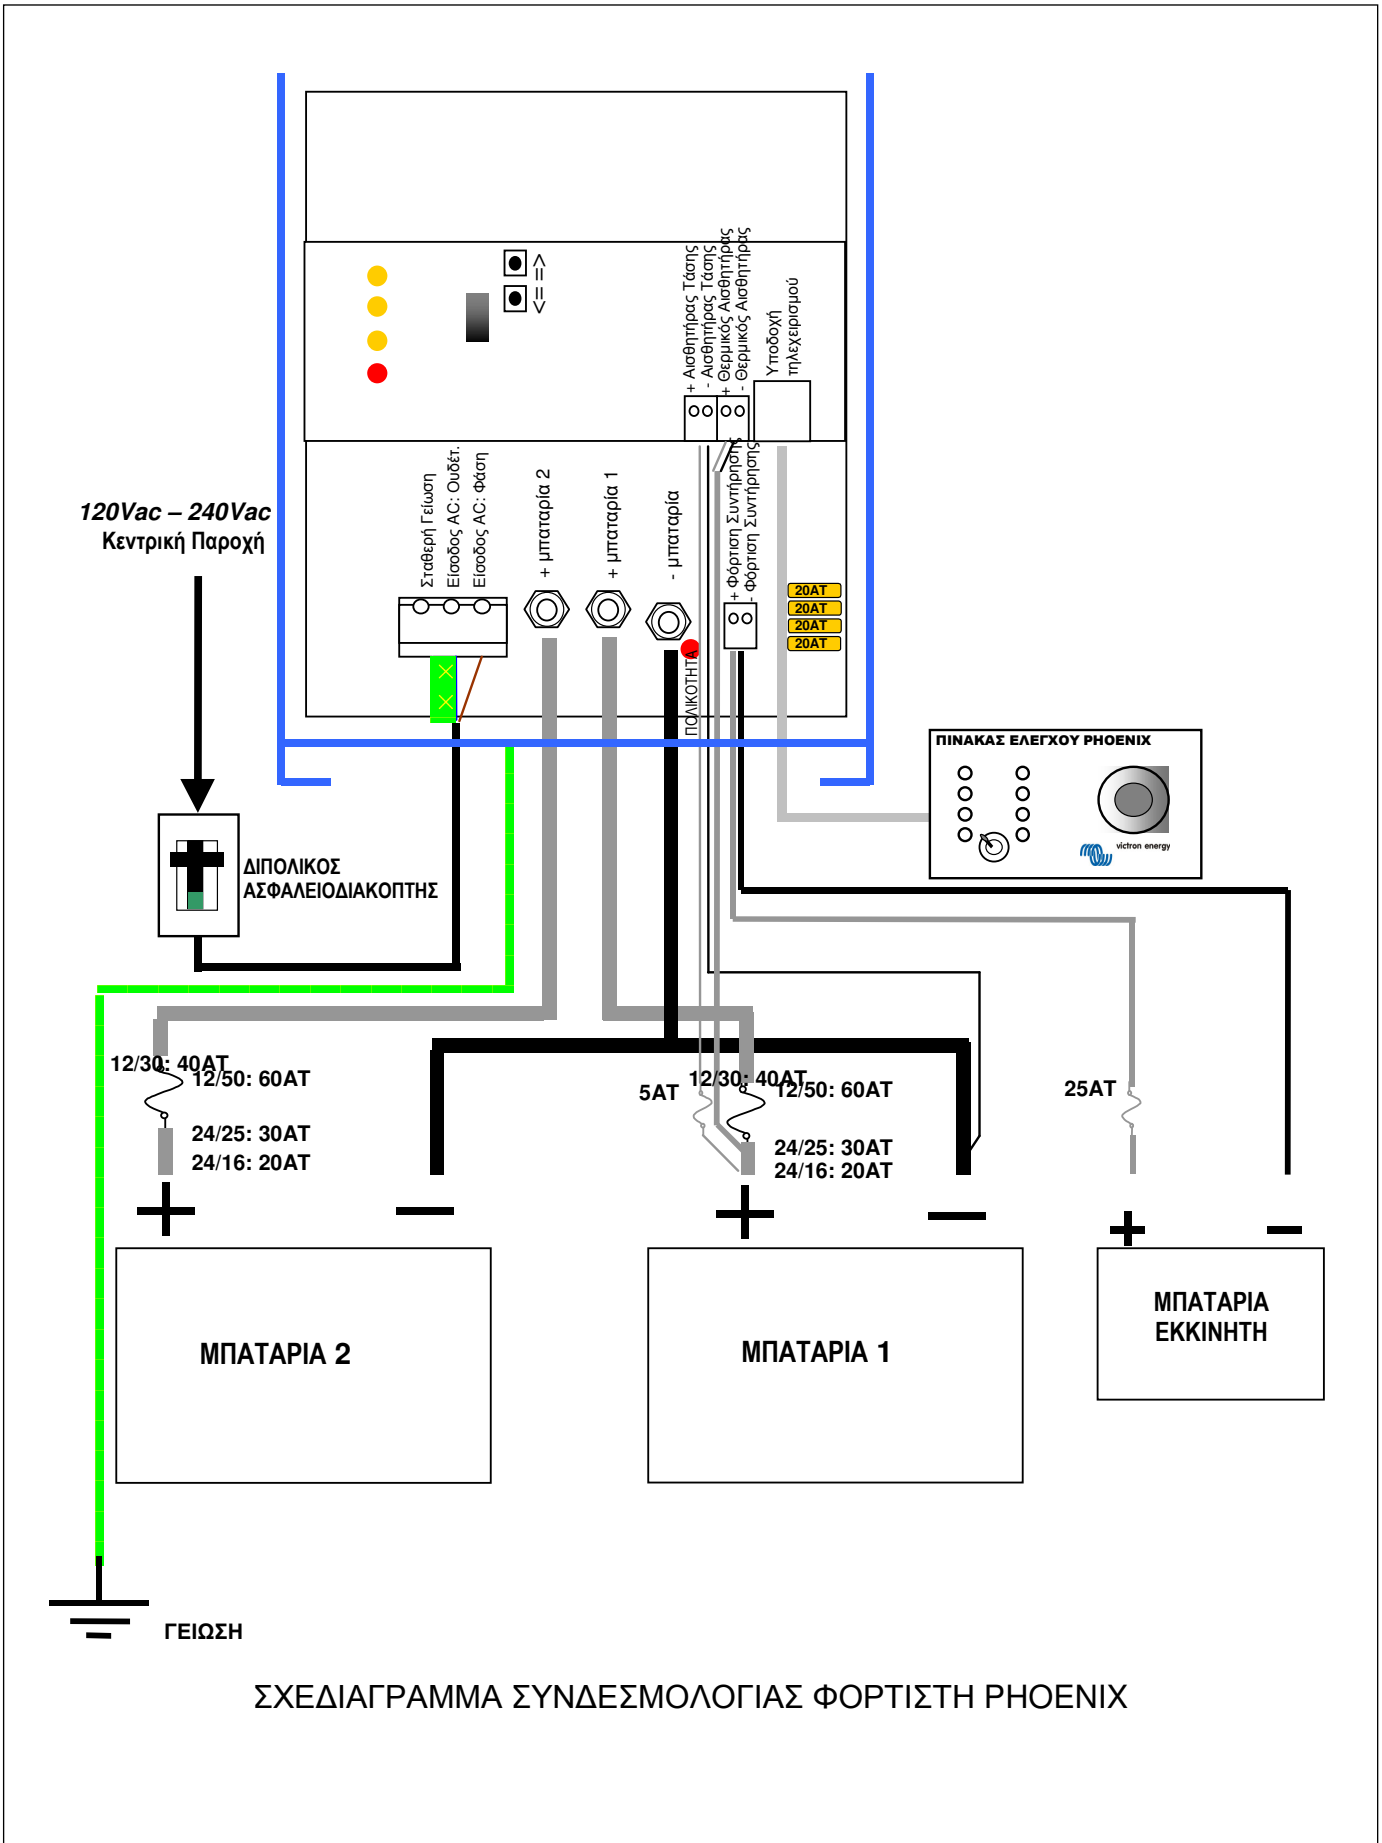 + Αισθητήρας Τάσης
- Αισθητήρας Τάσης
+ Θερμικός Αισθητήρας
- Θερμικός Αισθητήρας
Υποδοχή
τηλεχειρισμού
<==>
Σταθερή Γείωση
Είσοδος AC: Ουδέτ.
Είσοδος AC: Φάση
+ μπαταρία 2
+ μπαταρία 1
- μπαταρία
+ Φόρτιση Συντήρησης
- Φόρτιση Συντήρησης
120Vac – 240Vac
Κεντρική Παροχή
20AT
20AT
20AT
20AT
ΠΟΛΙΚΟΤΗΤΑ
ΠΙΝΑΚΑΣ ΕΛΕΓΧΟΥ PHOENIX
victron energy
ΔΙΠΟΛΙΚΟΣ
ΑΣΦΑΛΕΙΟΔΙΑΚΟΠΤΗΣ
12/30: 40AT
12/50: 60AT
24/25: 30AT
24/16: 20AT
5AT
12/30: 40AT
12/50: 60AT
24/25: 30AT
24/16: 20AT
25AT
+
–
+
–
+
–
ΜΠΑΤΑΡΙΑ 2
ΜΠΑΤΑΡΙΑ 1
ΜΠΑΤΑΡΙΑ
ΕΚΚΙΝΗΤΗ
ΓΕΙΩΣΗ
ΣΧΕΔΙΑΓΡΑΜΜΑ ΣΥΝΔΕΣΜΟΛΟΓΙΑΣ ΦΟΡΤΙΣΤΗ PHOENIX